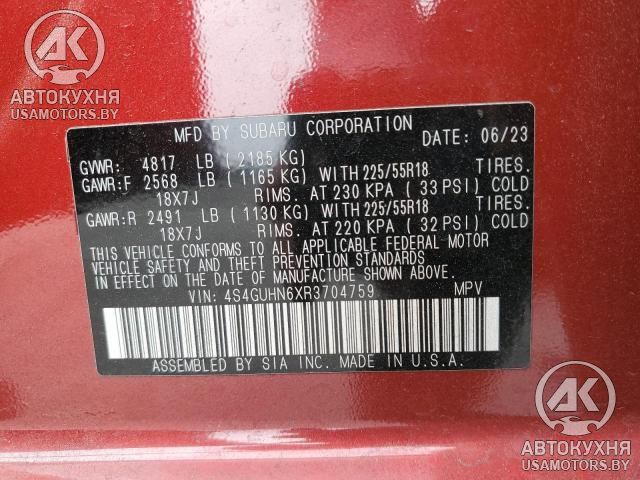 АК
АВТОКУХНЯ
USAMOTORS.BY
MFD BY SUBARU CORPORATION DATE: 06/23
GVWR: 4817 LB ( 2185 KG)
GAWR:F 2568 LB ( 1165 KG) WITH 225/55R18 TIRES.
18X7J RIMS. AT 230 KPA ( 33 PSI) COLD
GAWR:R 2491 LB ( 1130 KG) WITH 225/55R18 TIRES.
18X7J RIMS. AT 220 KPA ( 32 PSI) COLD
THIS VEHICLE CONFORMS TO ALL APPLICABLE FEDERAL MOTOR
VEHICLE SAFETY AND THEFT PREVENTION STANDARDS
IN EFFECT ON THE DATE OF MANUFACTURE SHOWN ABOVE.
VIN: 4S4GUHN6XR3704759 MPV
ASSEMBLED BY SIA INC. MADE IN U.S.A.
АК
АВТОКУХНЯ
USAMOTORS.BY